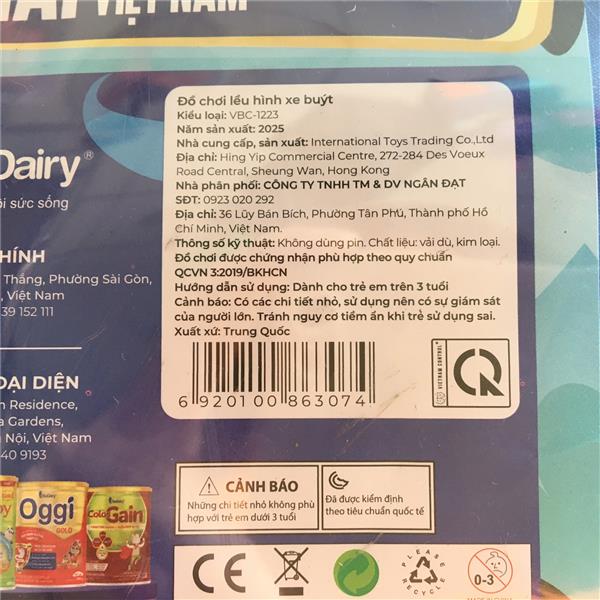 VIỆT NAM
Đồ chơi lều hình xe buýt
Kiểu loại: VBC-1223
Năm sản xuất: 2025
Nhà cung cấp, sản xuất: International Toys Trading Co.,Ltd
Địa chỉ: Hing Yip Commercial Centre, 272-284 Des Voeux
Road Central, Sheung Wan, Hong Kong
Nhà phân phối: CÔNG TY TNHH TM & DV NGÂN ĐẠT
SĐT: 0923 020 292
Địa chỉ: 36 Lũy Bán Bích, Phường Tân Phú, Thành phố Hồ
Chí Minh, Việt Nam.
Thông số kỹ thuật: Không dùng pin. Chất liệu: vải dù, kim loại.
Đồ chơi được chứng nhận phù hợp theo quy chuẩn
QCVN 3:2019/BKHCN
Hướng dẫn sử dụng: Dành cho trẻ em trên 3 tuổi
Cảnh báo: Có các chi tiết nhỏ, sử dụng nên có sự giám sát
của người lớn. Tránh nguy cơ tiềm ẩn khi trẻ sử dụng sai.
Xuất xứ: Trung Quốc
6 920100 863074
VIETNAM CONTROL
CR
Dairy®
sức sống
HÍNH
Thắng, Phường Sài Gòn,
, Việt Nam
39 152 111
ĐẠI DIỆN
Residence,
Gardens,
Nội, Việt Nam
40 9193
Oggi
GOLD
ColosGain
CẢNH BÁO
Những chi tiết nhỏ không phù
hợp với trẻ em dưới 3 tuổi
Đã được kiểm định
theo tiêu chuẩn quốc tế
CE
PLEASE
RECYCLE
0-3
MADE IN CHINA